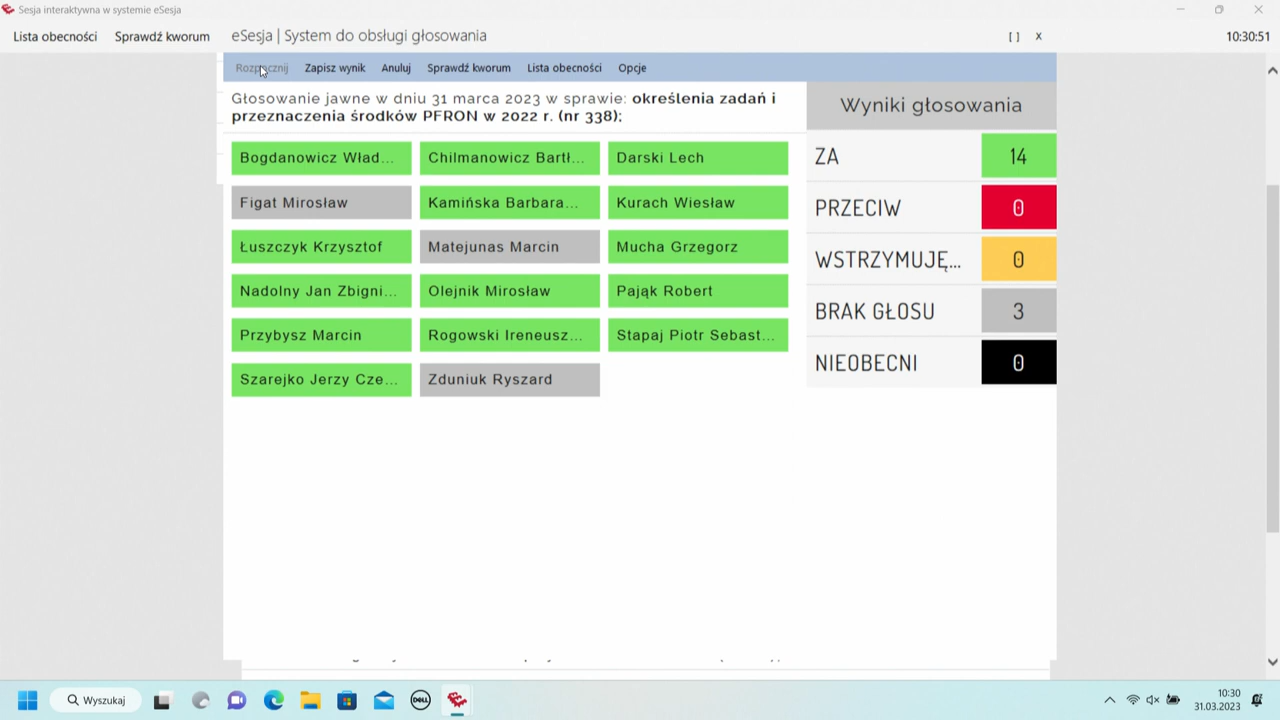 Sesja interaktywna w systemie eSesja
Lista obecności Sprawdź kworum eSesja | System do obsługi głosowania [ ] x 10:30:51
Rozpocznij Zapisz wynik Anuluj Sprawdź kworum Lista obecności Opcje
Głosowanie jawne w dniu 31 marca 2023 w sprawie: określenia zadań i
przeznaczenia środków PFRON w 2022 r. (nr 338);
Wyniki głosowania
Bogdanowicz Wład... Chilmanowicz Bartł... Darski Lech
Figat Mirosław Kamińska Barbara... Kurach Wiesław
Łuszczyk Krzysztof Matejunas Marcin Mucha Grzegorz
Nadolny Jan Zbigni... Olejnik Mirosław Pająk Robert
Przybysz Marcin Rogowski Ireneusz... Stapaj Piotr Sebast...
Szarejko Jerzy Cze... Zduniuk Ryszard
ZA 14
PRZECIW 0
WSTRZYMUJĘ... 0
BRAK GŁOSU 3
NIEOBECNI 0
Wyszukaj
DELL
10:30
31.03.2023